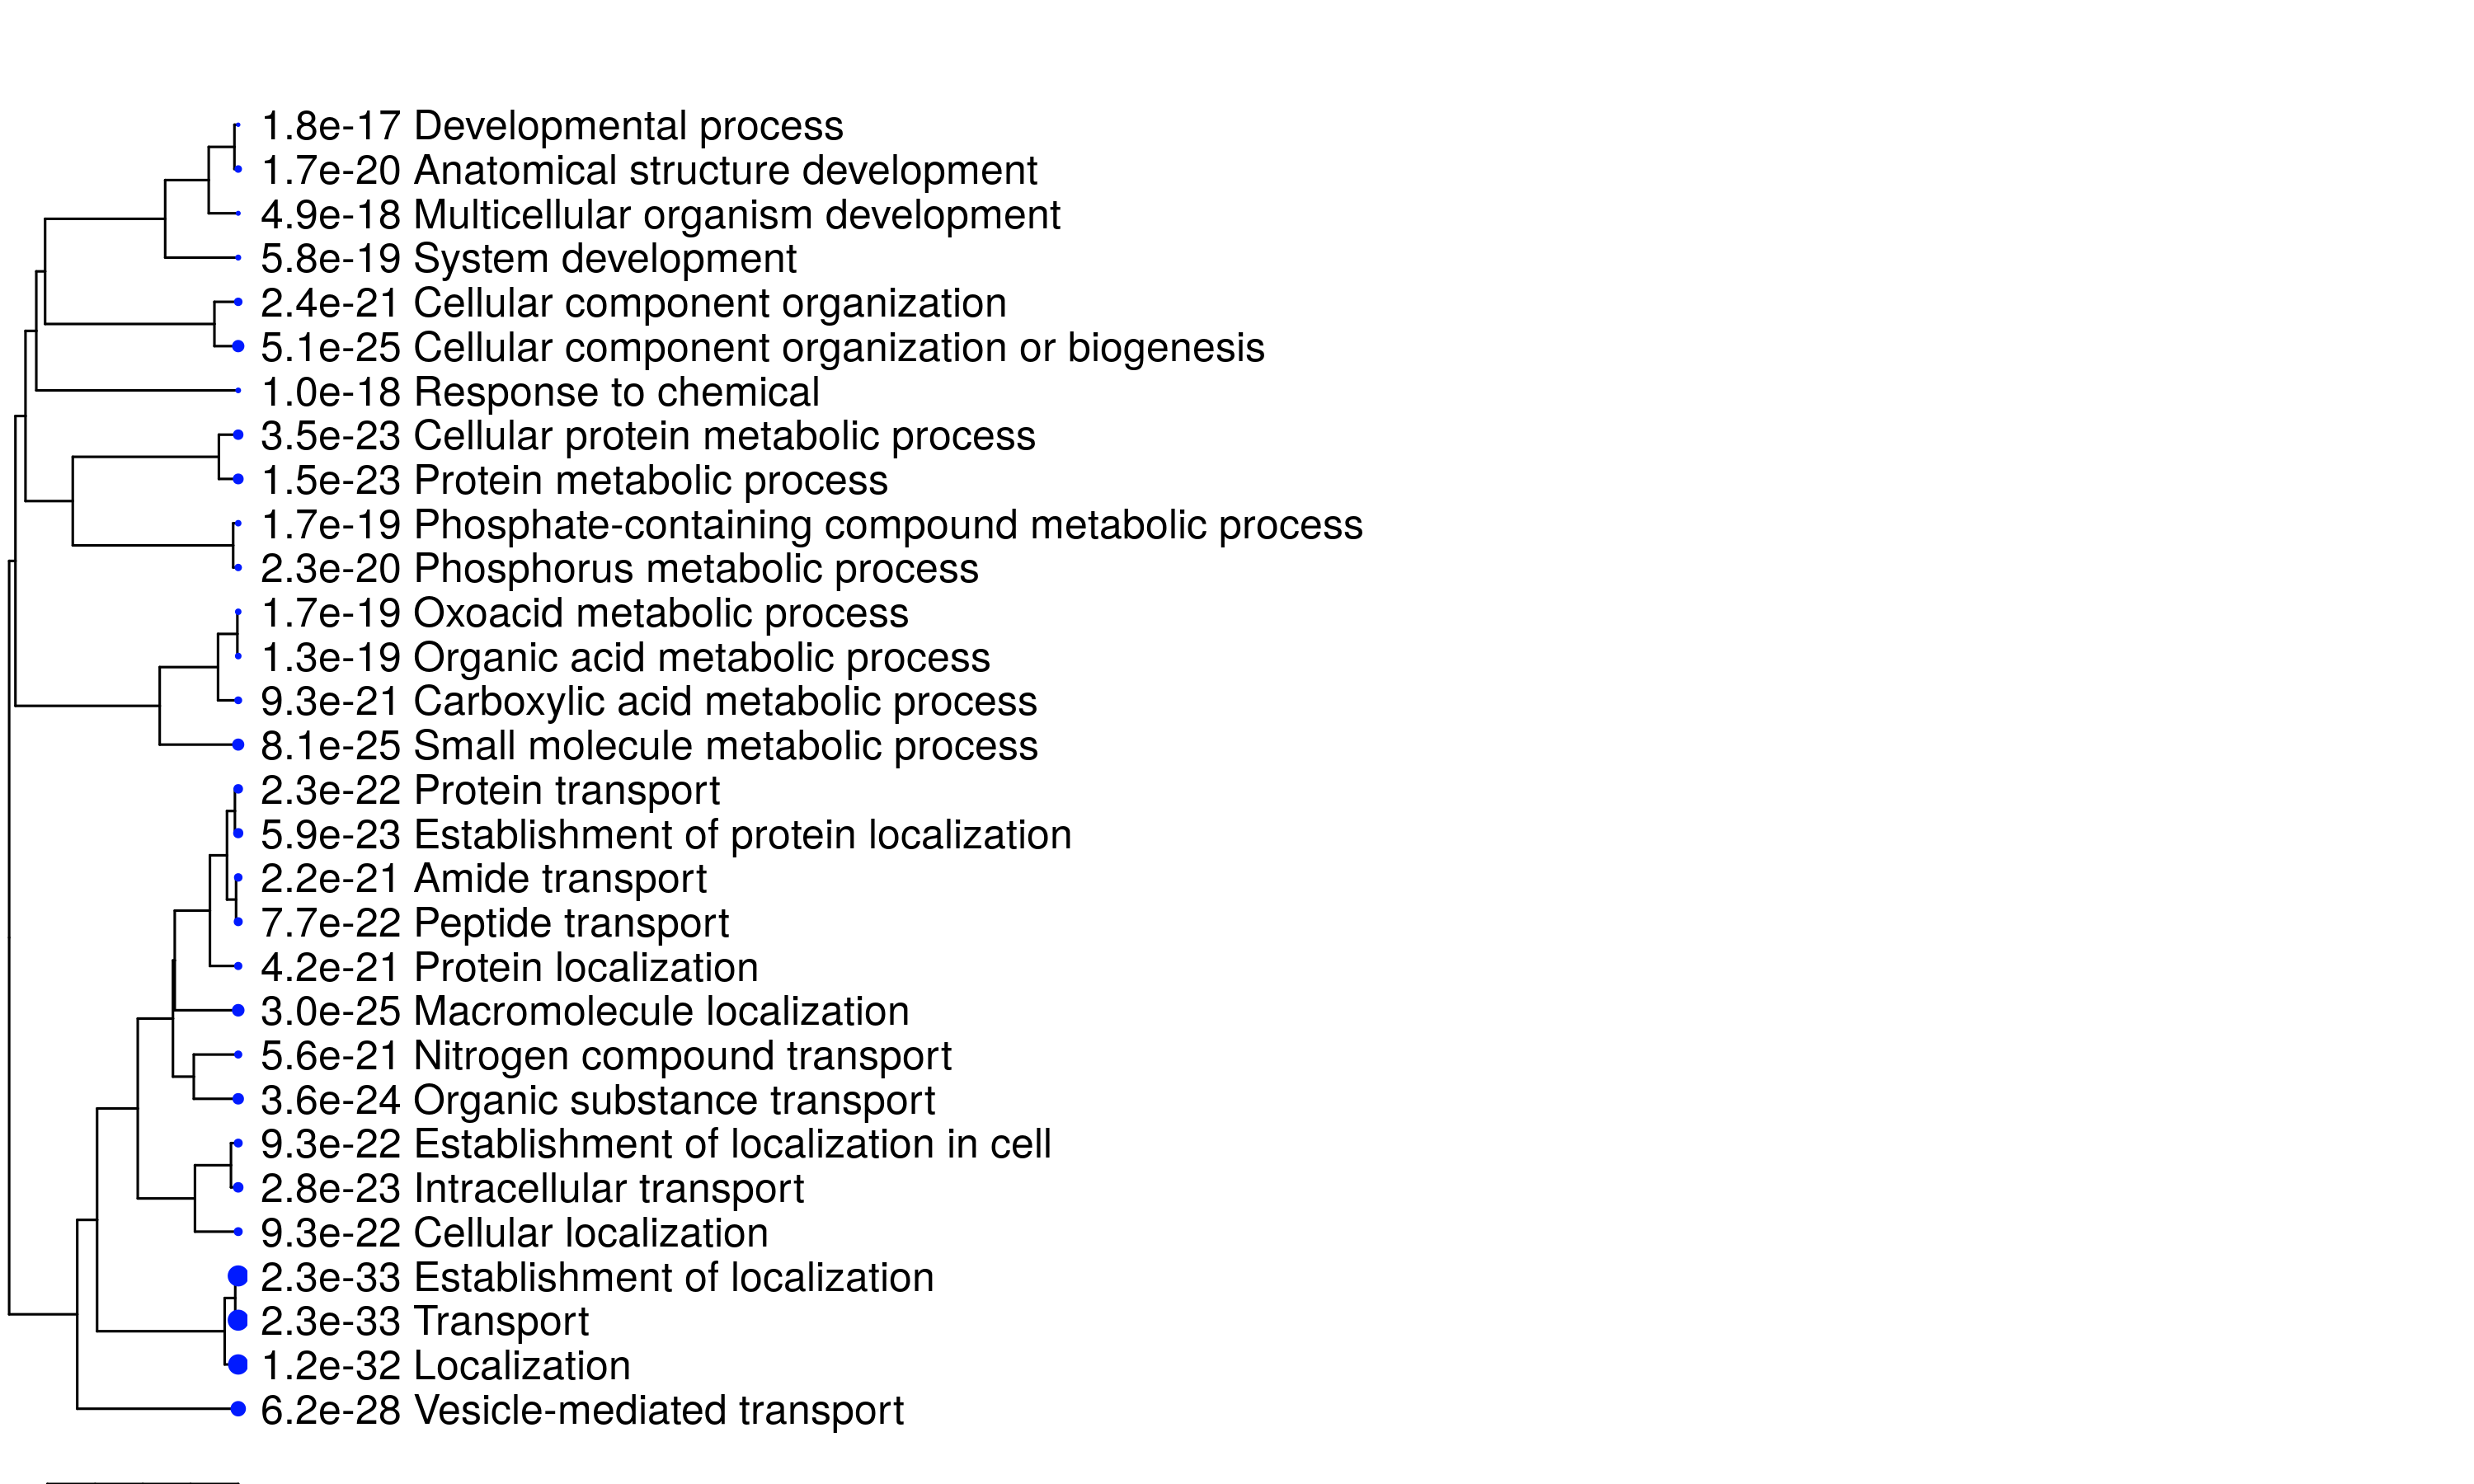 1.8e-17 Developmental process
1.7e-20 Anatomical structure development
4.9e-18 Multicellular organism development
5.8e-19 System development
2.4e-21 Cellular component organization
5.1e-25 Cellular component organization or biogenesis
1.0e-18 Response to chemical
3.5e-23 Cellular protein metabolic process
1.5e-23 Protein metabolic process
1.7e-19 Phosphate-containing compound metabolic process
2.3e-20 Phosphorus metabolic process
1.7e-19 Oxoacid metabolic process
1.3e-19 Organic acid metabolic process
9.3e-21 Carboxylic acid metabolic process
8.1e-25 Small molecule metabolic process
2.3e-22 Protein transport
5.9e-23 Establishment of protein localization
2.2e-21 Amide transport
7.7e-22 Peptide transport
4.2e-21 Protein localization
3.0e-25 Macromolecule localization
5.6e-21 Nitrogen compound transport
3.6e-24 Organic substance transport
9.3e-22 Establishment of localization in cell
2.8e-23 Intracellular transport
9.3e-22 Cellular localization
2.3e-33 Establishment of localization
2.3e-33 Transport
1.2e-32 Localization
6.2e-28 Vesicle-mediated transport